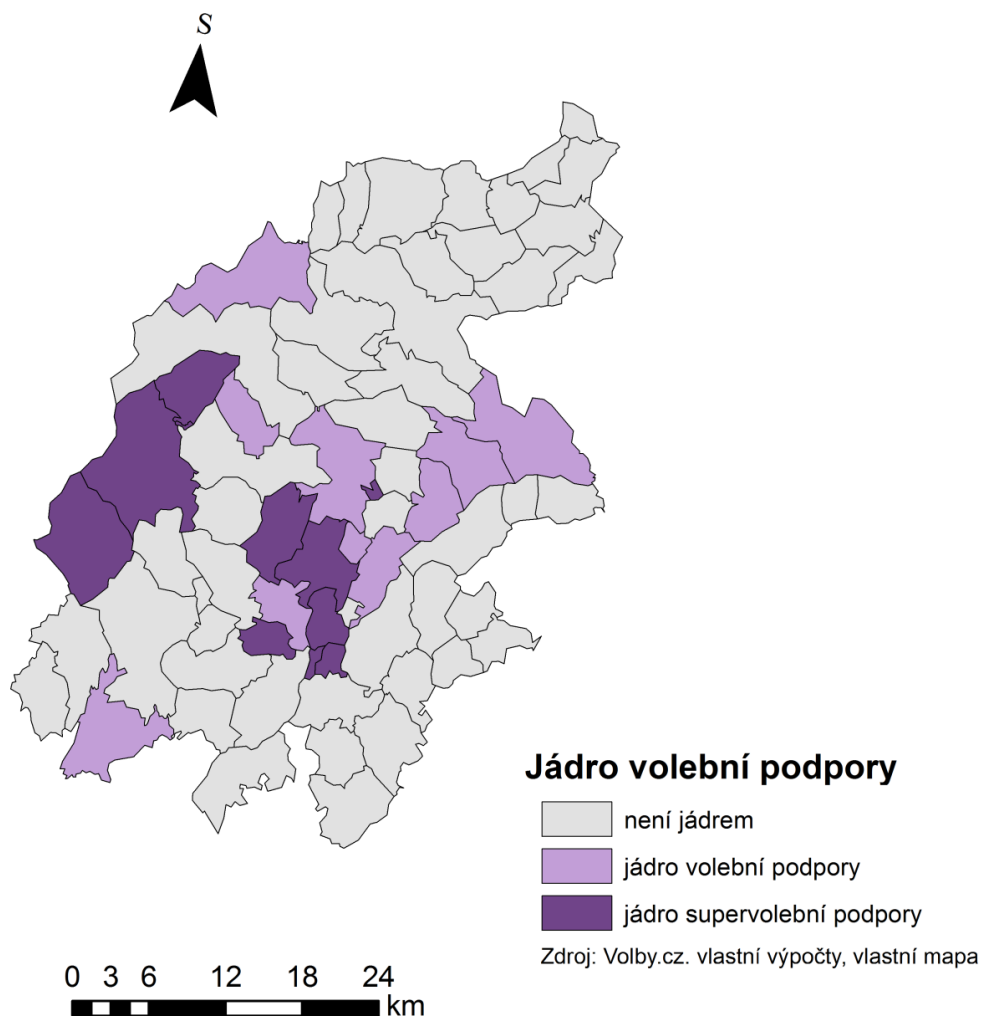 S
Jádro volební podpory
není jádrem
jádro volební podpory
jádro supervolební podpory
Zdroj: Volby.cz. vlastní výpočty, vlastní mapa
0 3 6 12 18 24
km